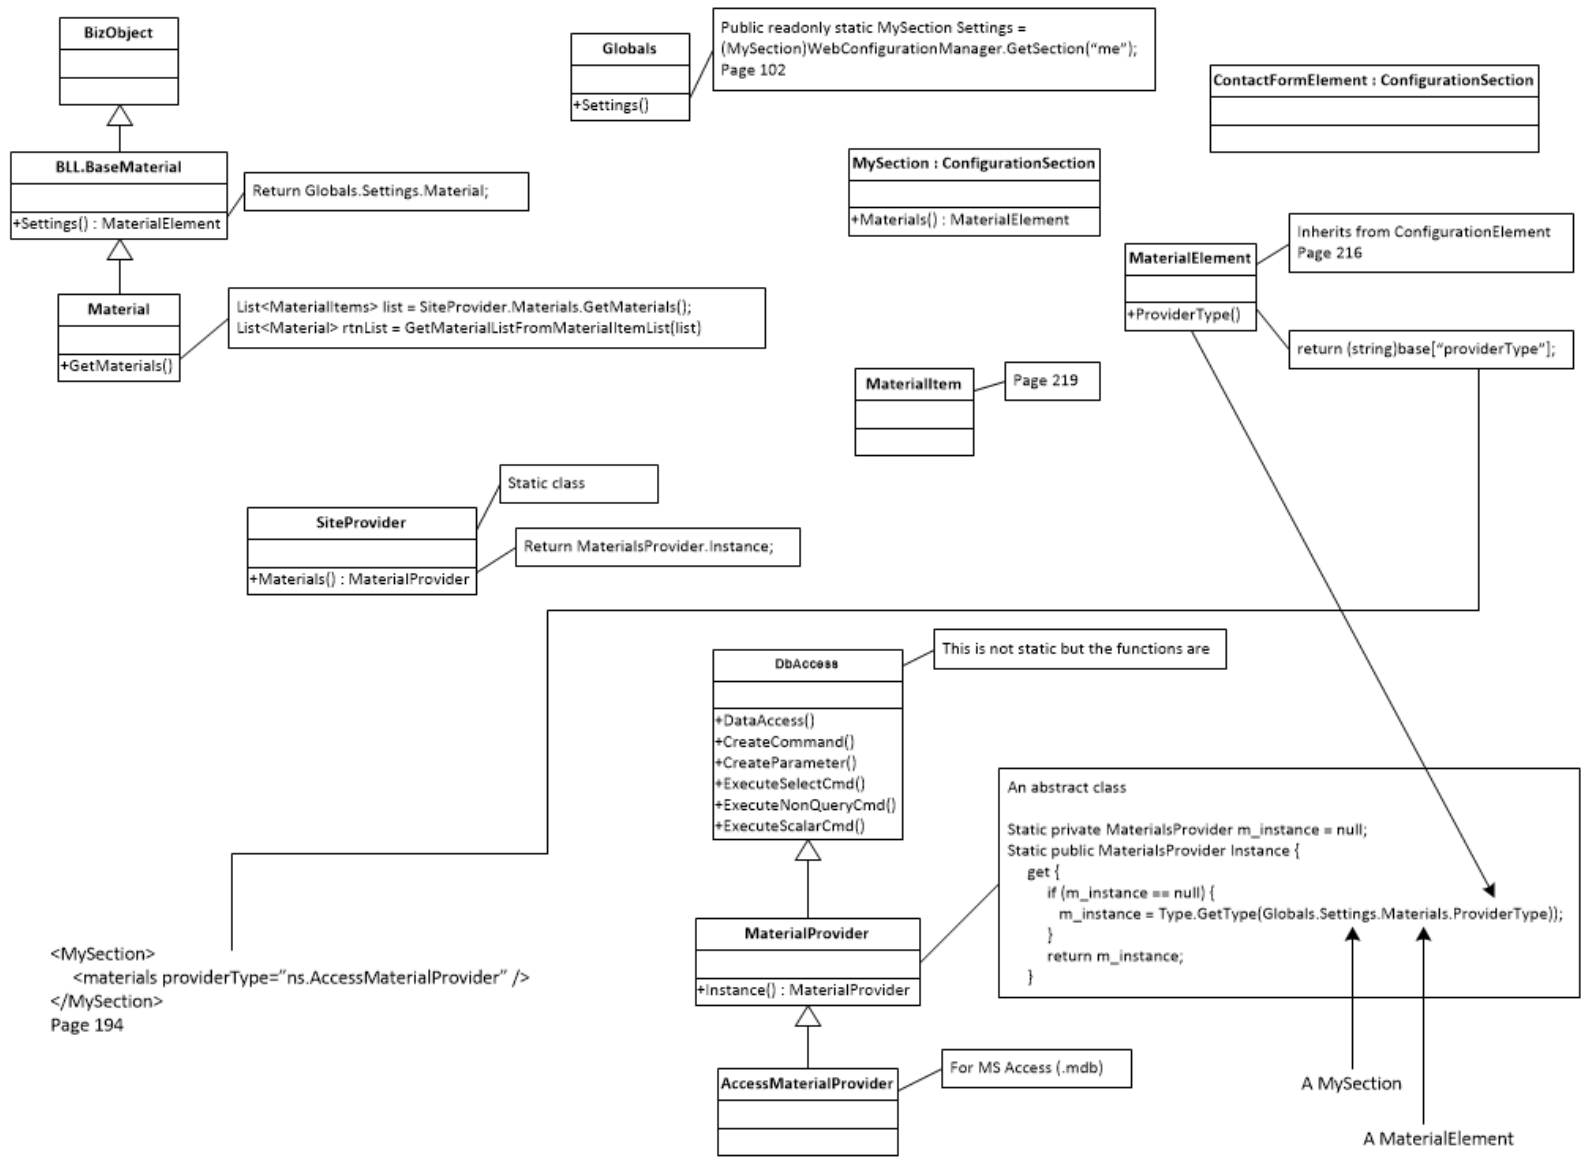 BizObject
Globals
+Settings()
Public readonly static MySection Settings =
(MySection)WebConfigurationManager.GetSection(“me”);
Page 102
ContactFormElement : ConfigurationSection
BLL.BaseMaterial
+Settings() : MaterialElement
Return Globals.Settings.Material;
MySection : ConfigurationSection
+Materials() : MaterialElement
MaterialElement
+ProviderType()
Inherits from ConfigurationElement
Page 216
return (string)base[“providerType”];
Material
+GetMaterials()
List<MaterialItems> list = SiteProvider.Materials.GetMaterials();
List<Material> rtnList = GetMaterialListFromMaterialItemList(list)
MaterialItem
Page 219
Static class
SiteProvider
+Materials() : MaterialProvider
Return MaterialsProvider.Instance;
DbAccess
+DataAccess()
+CreateCommand()
+CreateParameter()
+ExecuteSelectCmd()
+ExecuteNonQueryCmd()
+ExecuteScalarCmd()
This is not static but the functions are
An abstract class
Static private MaterialsProvider m_instance = null;
Static public MaterialsProvider Instance {
get {
if (m_instance == null) {
m_instance = Type.GetType(Globals.Settings.Materials.ProviderType));
}
return m_instance;
}
MaterialProvider
+Instance() : MaterialProvider
<MySection>
<materials providerType=”ns.AccessMaterialProvider” />
</MySection>
Page 194
AccessMaterialProvider
For MS Access (.mdb)
A MySection
A MaterialElement